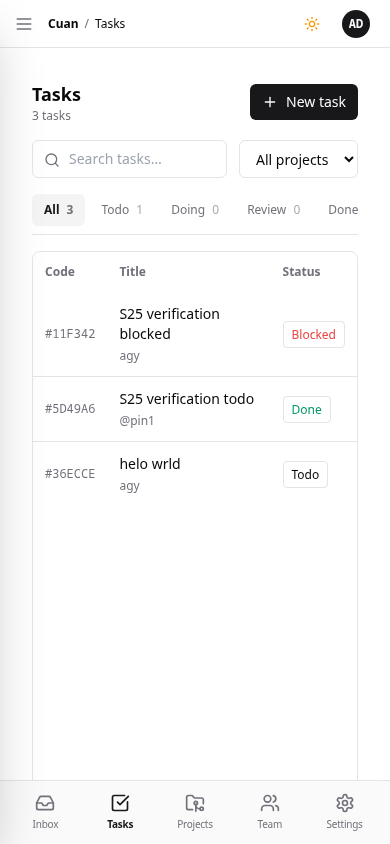 Cuan / Tasks
AD
Tasks
3 tasks
New task
Search tasks...
All projects
All 3 Todo 1 Doing 0 Review 0 Done
Code Title Status
#11F342 S25 verification blocked agy Blocked
#5D49A6 S25 verification todo @pin1 Done
#36ECCE helo wrld agy Todo
Inbox Tasks Projects Team Settings